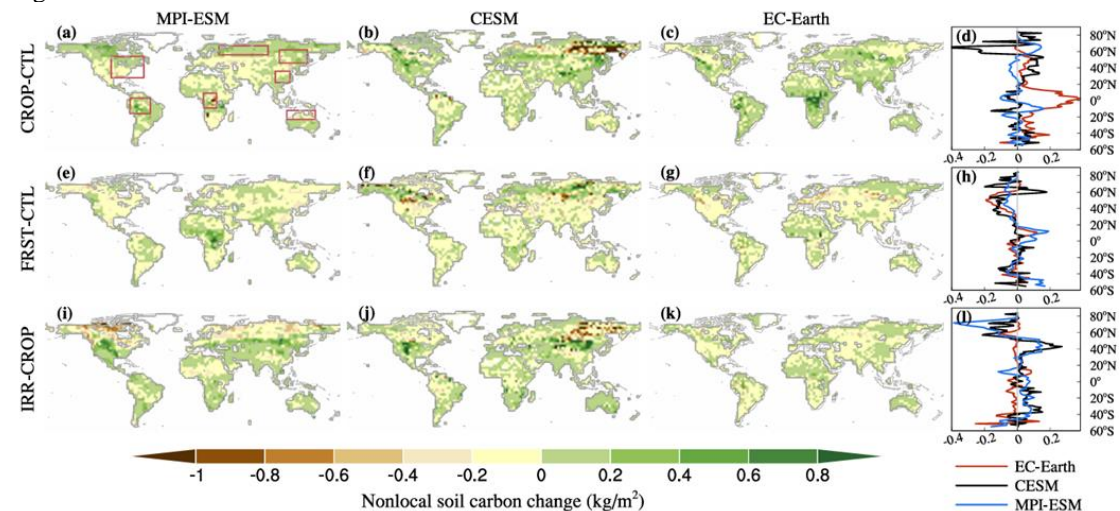 MPI-ESM CESM EC-Earth
CROP-CTL
(a) (b) (c) (d)
80°N
60°N
40°N
20°N
0°
20°S
40°S
60°S
-0.4 -0.2 0 0.2
FRST-CTL
(e) (f) (g) (h)
80°N
60°N
40°N
20°N
0°
20°S
40°S
60°S
-0.4 -0.2 0 0.2
IRR-CROP
(i) (j) (k) (l)
80°N
60°N
40°N
20°N
0°
20°S
40°S
60°S
-0.4 -0.2 0 0.2
-1 -0.8 -0.6 -0.4 -0.2 0 0.2 0.4 0.6 0.8
Nonlocal soil carbon change (kg/m²)
EC-Earth
CESM
MPI-ESM